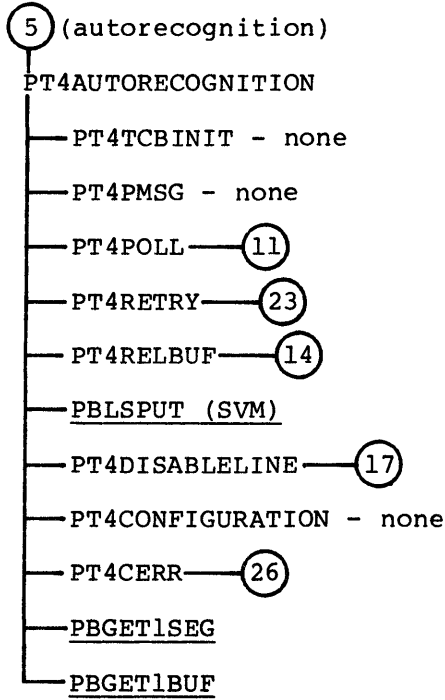 5 (autorecognition)
PT4AUTORECOGNITION
PT4TCBINIT - none
PT4PMSG - none
PT4POLL 11
PT4RETRY 23
PT4RELBUF 14
PBLSPUT (SVM)
PT4DISABLELINE 17
PT4CONFIGURATION - none
PT4CERR 26
PBGET1SEG
PBGET1BUF